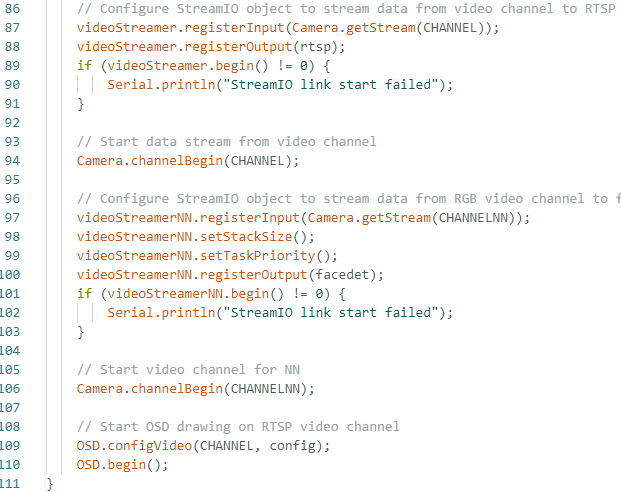 86 // Configure StreamIO object to stream data from video channel to RTSP
87 videoStreamer.registerInput(Camera.getStream(CHANNEL));
88 videoStreamer.registerOutput(rtsp);
89 if (videoStreamer.begin() != 0) {
90 Serial.println("StreamIO link start failed");
91 }
92
93 // Start data stream from video channel
94 Camera.channelBegin(CHANNEL);
95
96 // Configure StreamIO object to stream data from RGB video channel to f
97 videoStreamerNN.registerInput(Camera.getStream(CHANNELNN));
98 videoStreamerNN.setStackSize();
99 videoStreamerNN.setTaskPriority();
100 videoStreamerNN.registerOutput(facedet);
101 if (videoStreamerNN.begin() != 0) {
102 Serial.println("StreamIO link start failed");
103 }
104
105 // Start video channel for NN
106 Camera.channelBegin(CHANNELNN);
107
108 // Start OSD drawing on RTSP video channel
109 OSD.configVideo(CHANNEL, config);
110 OSD.begin();
111 }